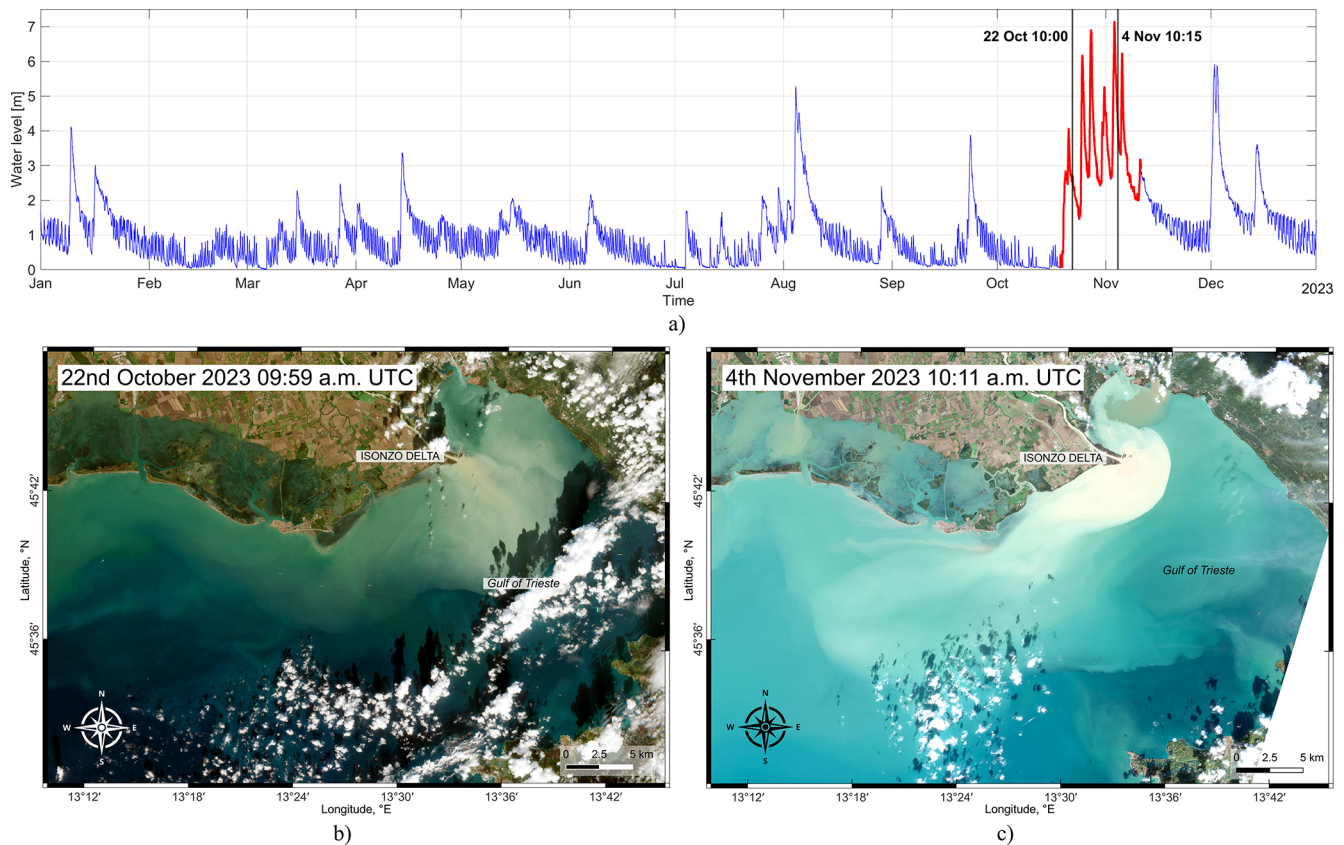 7
6
5
4
3
2
1
0
Water level [m]
22 Oct 10:00
4 Nov 10:15
Jan Feb Mar Apr May Jun Jul Aug Sep Oct Nov Dec 2023
Time
a)
22nd October 2023 09:59 a.m. UTC
ISONZO DELTA
Gulf of Trieste
45°42'
45°36'
Latitude, °N
N
W E
S
0 2.5 5 km
13°12' 13°18' 13°24' 13°30' 13°36' 13°42'
Longitude, °E
b)
4th November 2023 10:11 a.m. UTC
ISONZO DELTA
Gulf of Trieste
45°42'
45°36'
Latitude, °N
N
W E
S
0 2.5 5 km
13°12' 13°18' 13°24' 13°30' 13°36' 13°42'
Longitude, °E
c)